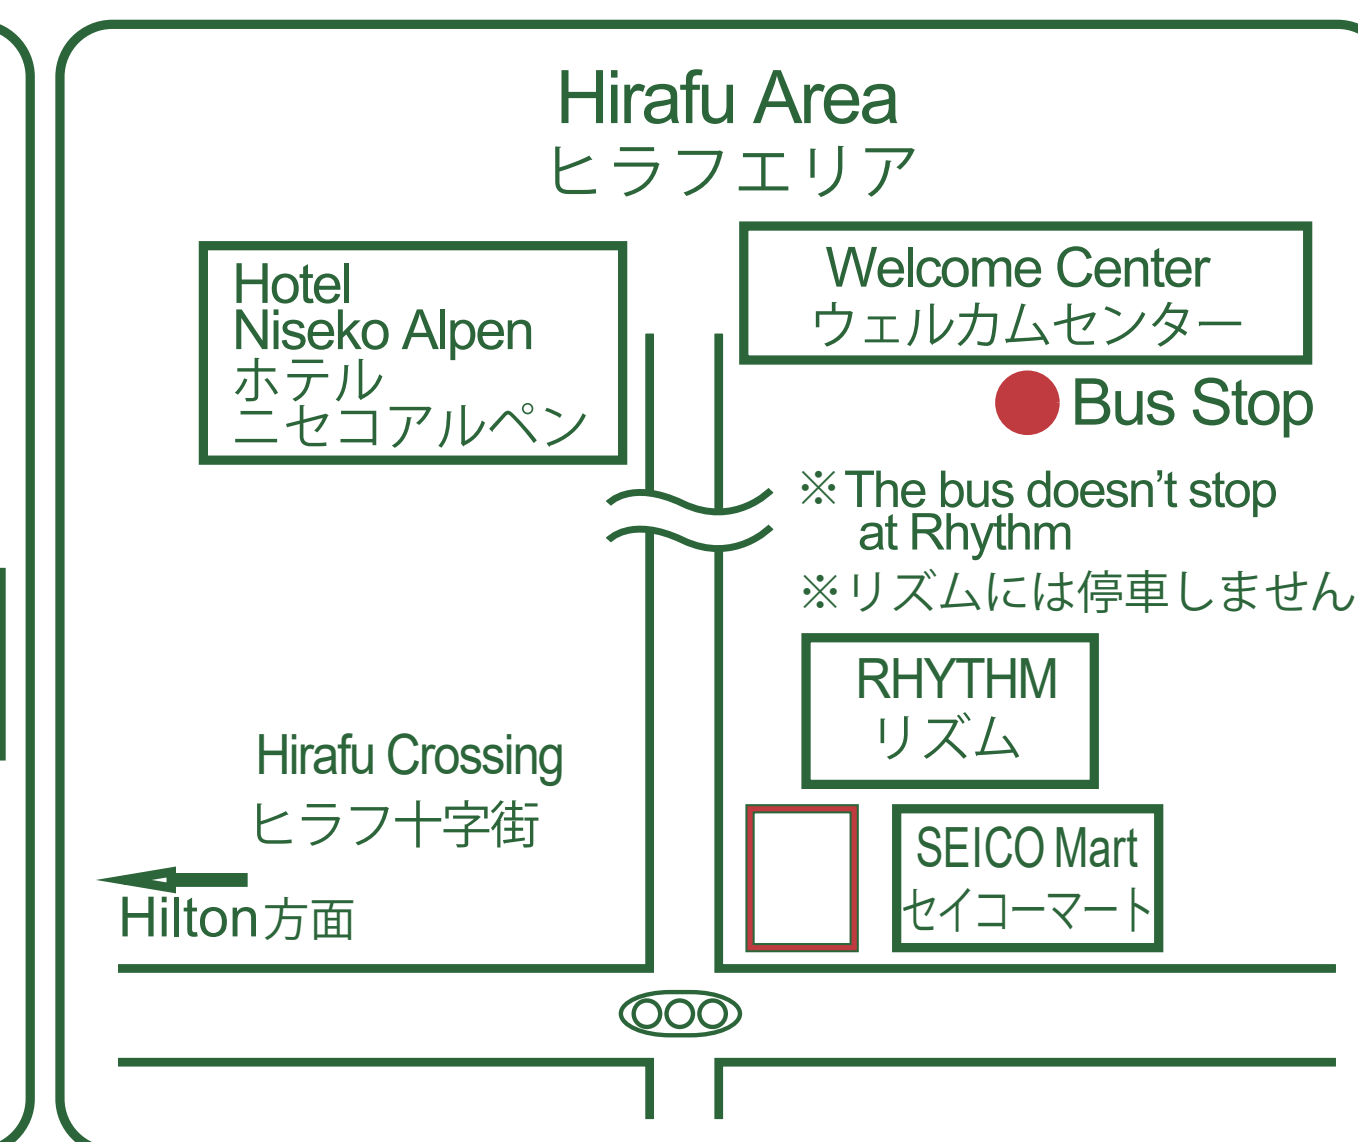 Hirafu Area
ヒラフエリア
Hotel
Niseko Alpen
ホテル
ニセコアルペン
Welcome Center
ウェルカムセンター
Bus Stop
※The bus doesn’t stop
at Rhythm
※リズムには停車しません
RHYTHM
リズム
Hirafu Crossing
ヒラフ十字街
SEICO Mart
セイコーマート
Hilton方面